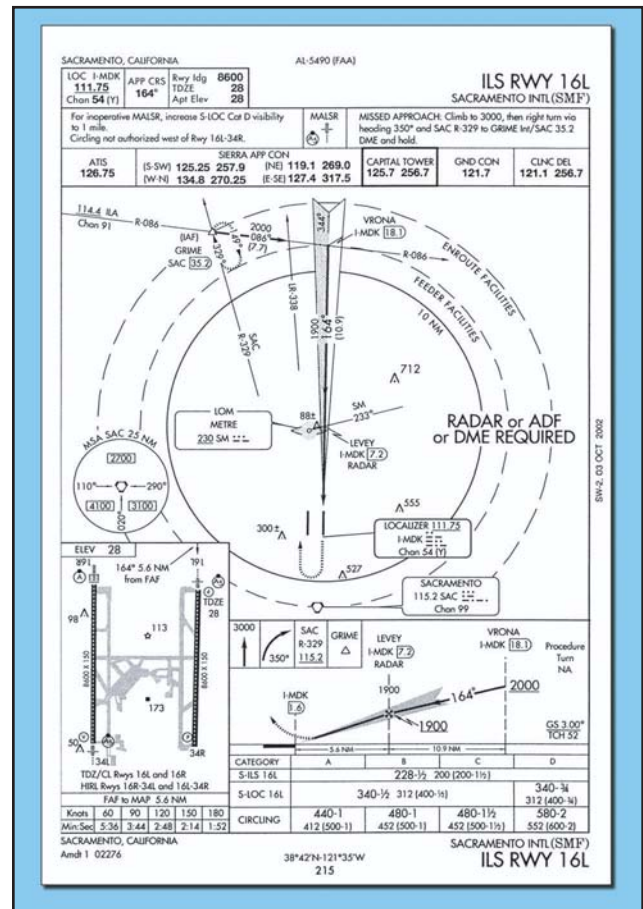 SACRAMENTO, CALIFORNIA
AL-5490 (FAA)
LOC I-MDK
111.75
Chan 54 (Y)
APP CRS
164°
Rwy ldg 8600
TDZE 28
Apt Elev 28
ILS RWY 16L
SACRAMENTO INTL (SMF)
For inoperative MALSR, increase S-LOC Cat D visibility
to 1 mile.
Circling not authorized west of Rwy 16L-34R.
MALSR
MISSED APPROACH: Climb to 3000, then right turn via
heading 350° and SAC R-329 to GRIME Int/SAC 35.2
DME and hold.
ATIS
126.75
SIERRA APP CON
(S-SW) 125.25 257.9 (NE) 119.1 269.0
(W-N) 134.8 270.25 (E-SE) 127.4 317.5
CAPITAL TOWER
125.7 256.7
GND CON
121.7
CLNC DEL
121.1 256.7
114.4 ILA
Chan 91
R-086
(IAF)
GRIME
SAC 35.2
149°
329°
2000
086°
(7.7)
344°
VRONA
I-MDK 18.1
R-086
ENROUTE FACILITIES
FEEDER FACILITIES
10 NM
LR-338
SAC
R-329
1900
164°
(10.9)
712
LOM
METRE
230 SM
88±
SM
233°
LEVEY
I-MDK 7.2
RADAR
RADAR or ADF
or DME REQUIRED
SW-2, 03 OCT 2002
MSA SAC 25 NM
2700
110°
290°
4100
3100
020°
555
300±
LOCALIZER 111.75
I-MDK
Chan 54 (Y)
527
SACRAMENTO
115.2 SAC
Chan 99
ELEV 28
16R
16L
164° 5.6 NM
from FAF
TDZE
28
98
113
8600 X 150
8600 X 150
173
50
34L
34R
TDZ/CL Rwys 16L and 16R
HIRL Rwys 16R-34L and 16L-34R
FAF to MAP 5.6 NM
Knots 60 90 120 150 180
Min:Sec 5:36 3:44 2:48 2:14 1:52
3000
350°
SAC
R-329
115.2
GRIME
LEVEY
I-MDK 7.2
RADAR
VRONA
I-MDK 18.1
Procedure
Turn
NA
I-MDK
1.6
1900
164°
2000
1900
GS 3.00°
TCH 52
5.6 NM
10.9 NM
CATEGORY A B C D
S-ILS 16L 228-½ 200 (200-½)
S-LOC 16L 340-½ 312 (400-½) 340-¾
312 (400-¾)
CIRCLING 440-1 480-1 480-1½ 580-2
412 (500-1) 452 (500-1) 452 (500-1½) 552 (600-2)
SACRAMENTO, CALIFORNIA
Amdt 1 02276
38°42'N-121°35'W
215
SACRAMENTO INTL (SMF)
ILS RWY 16L